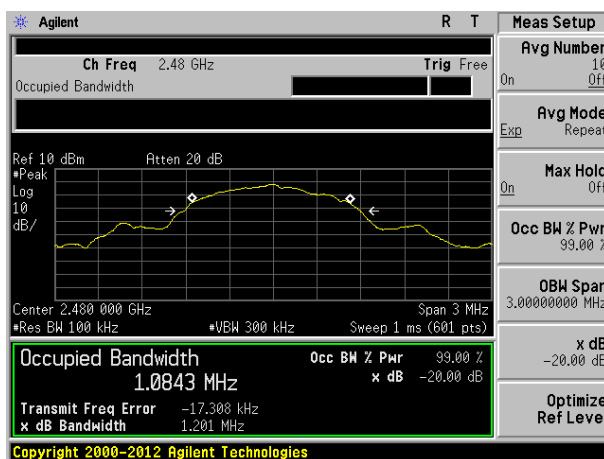 Agilent R T
Ch Freq 2.48 GHz Trig Free
Occupied Bandwidth
Ref 10 dBm Atten 20 dB
#Peak
Log
10
dB/
Center 2.480 000 GHz Span 3 MHz
#Res BW 100 kHz #VBW 300 kHz Sweep 1 ms (601 pts)
Occupied Bandwidth Occ BW % Pwr 99.00 %
1.0843 MHz x dB -20.00 dB
Transmit Freq Error -17.308 kHz
x dB Bandwidth 1.201 MHz
Copyright 2000-2012 Agilent Technologies
Meas Setup
Avg Number
10
On Off
Avg Mode
Exp Repeat
Max Hold
On Off
Occ BW % Pwr
99.00 %
OBW Span
3.00000000 MHz
x dB
-20.00 dB
Optimize
Ref Level